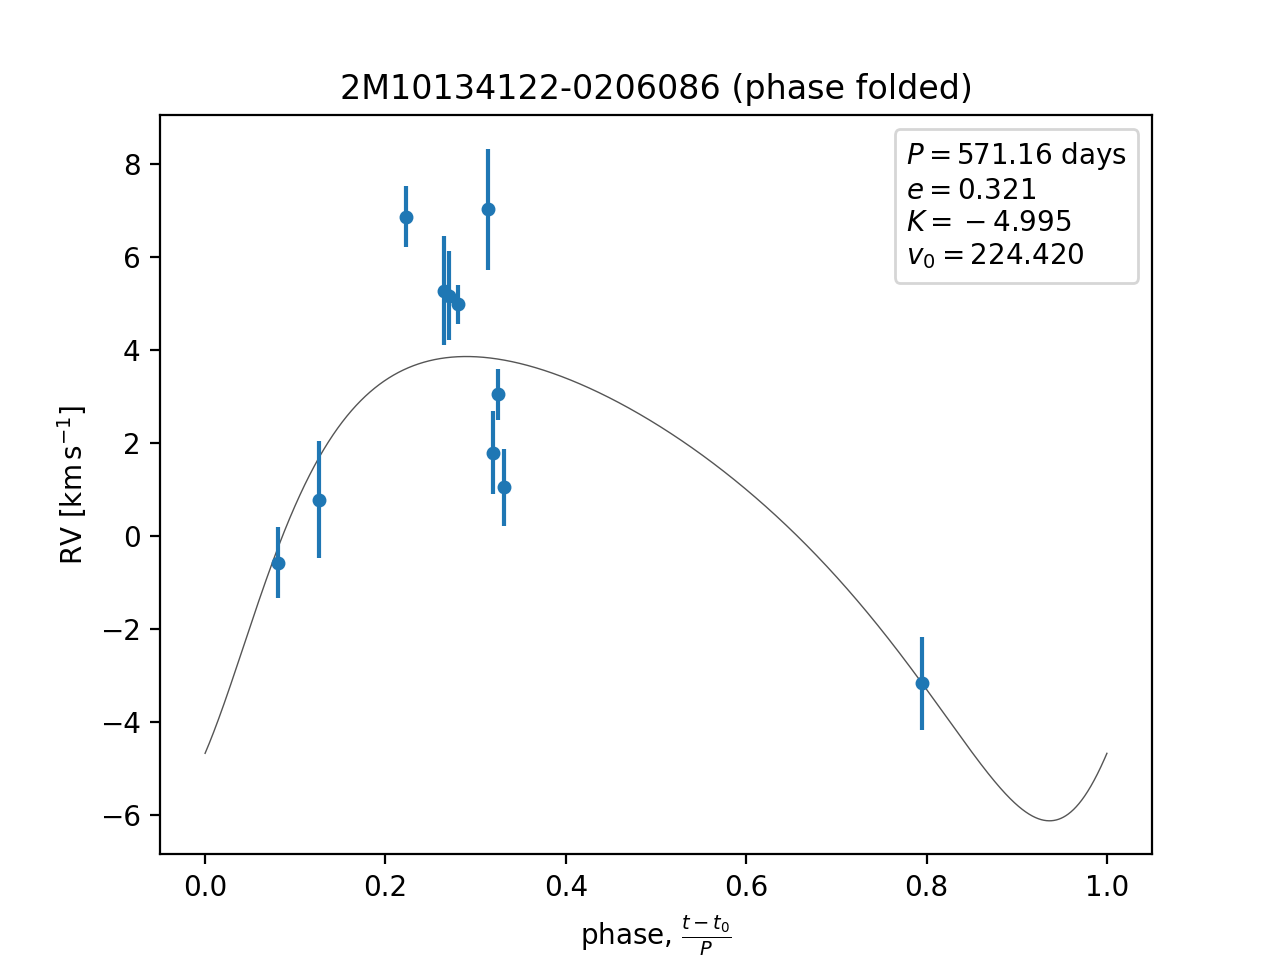 2M10134122-0206086 (phase folded)
P = 571.16 days
e = 0.321
K = −4.995
v₀ = 224.420
RV [km s⁻¹]
8
6
4
2
0
−2
−4
−6
0.0 0.2 0.4 0.6 0.8 1.0
phase, (t − t₀)/P